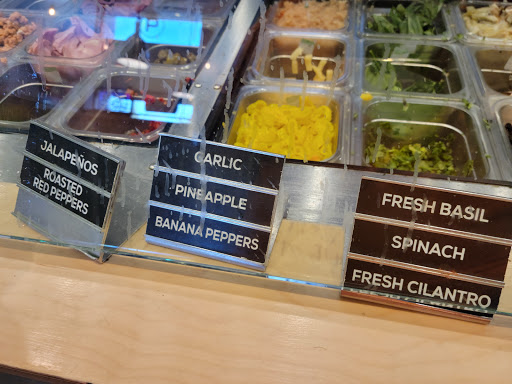 JALAPEÑOS
ROASTED
RED PEPPERS
GARLIC
PINEAPPLE
BANANA PEPPERS
FRESH BASIL
SPINACH
FRESH CILANTRO